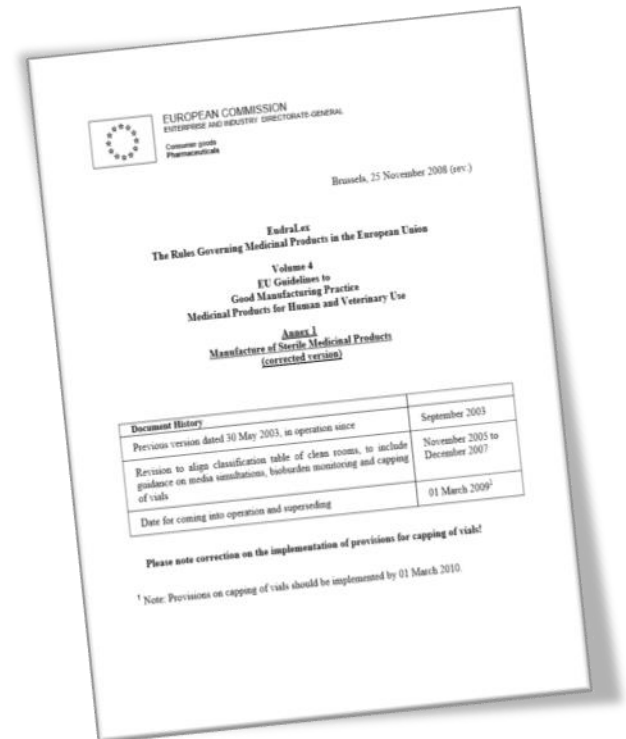 EUROPEAN COMMISSION
ENTERPRISE AND INDUSTRY DIRECTORATE-GENERAL
Consumer goods
Pharmaceuticals
Brussels, 25 November 2008 (rev.)
EudraLex
The Rules Governing Medicinal Products in the European Union
Volume 4
EU Guidelines to
Good Manufacturing Practice
Medicinal Products for Human and Veterinary Use
Annex 1
Manufacture of Sterile Medicinal Products
(corrected version)
Document History
Previous version dated 30 May 2003, in operation since
September 2003
Revision to align classification table of clean rooms, to include
guidance on media simulations, bioburden monitoring and capping
of vials
November 2005 to
December 2007
Date for coming into operation and superseding
01 March 2009¹
Please note correction on the implementation of provisions for capping of vials!
¹ Note: Provisions on capping of vials should be implemented by 01 March 2010.